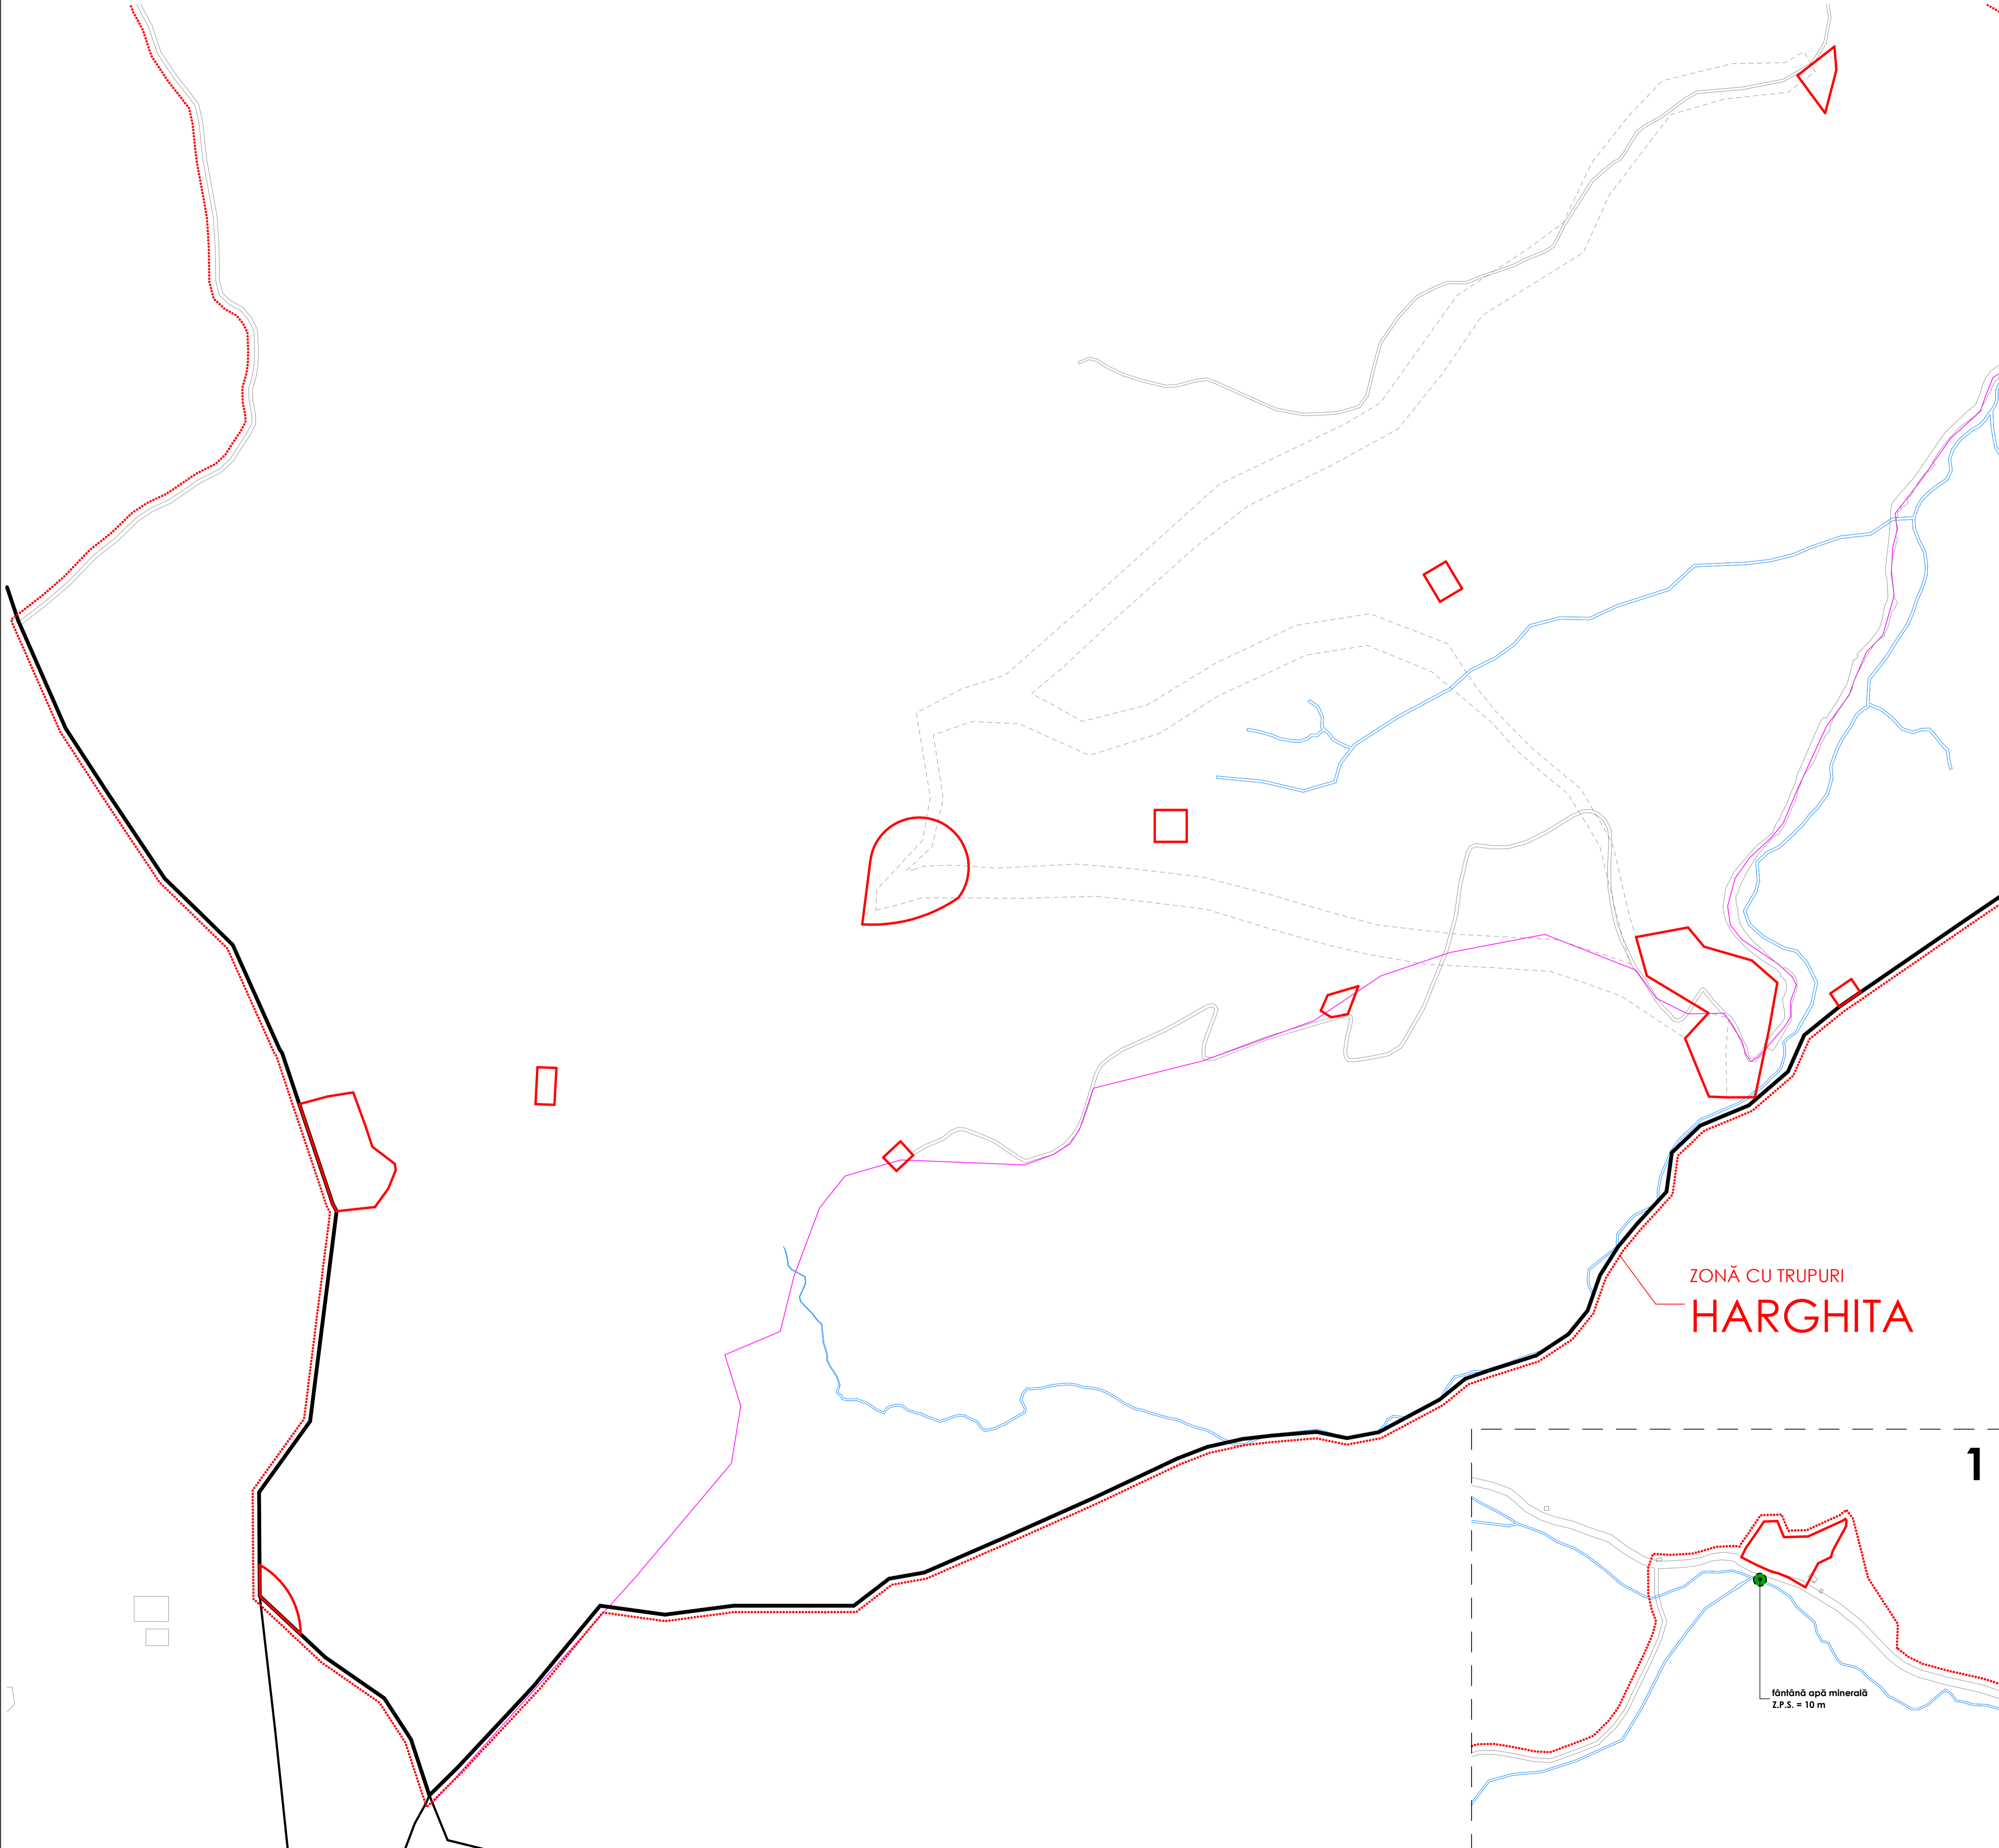 ZONĂ CU TRUPURI
HARGHITA
1
fântână apă minerală
Z.P.S. = 10 m